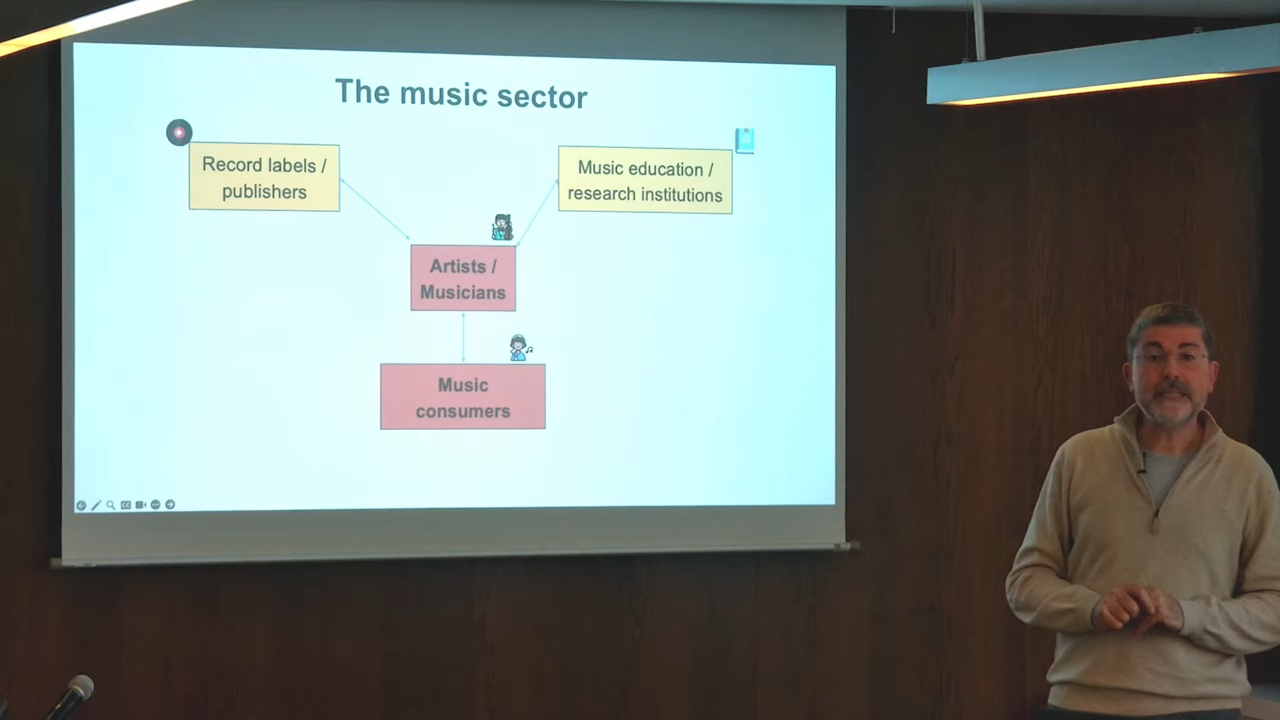 The music sector
Record labels /
publishers
Music education /
research institutions
Artists /
Musicians
Music
consumers